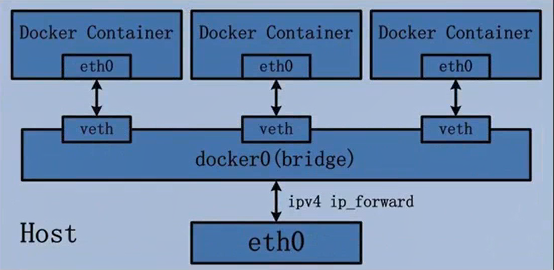 Docker Container Docker Container Docker Container
eth0 eth0 eth0
veth veth veth
docker0(bridge)
ipv4 ip_forward
Host
eth0